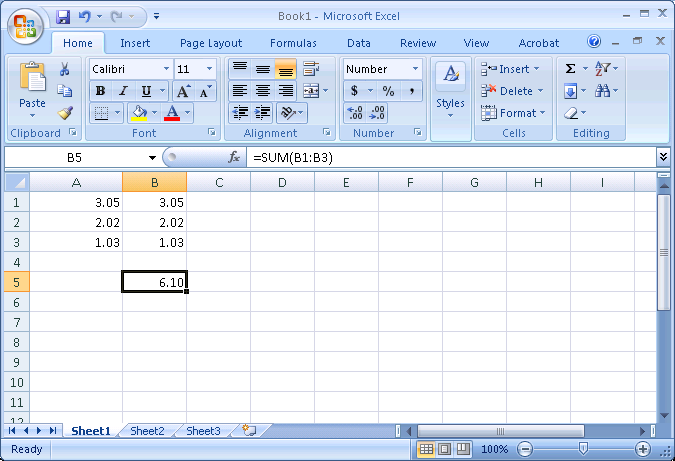 Book1 - Microsoft Excel
Home Insert Page Layout Formulas Data Review View Acrobat
Paste
Calibri 11
B I U A A
Number
$ % ,
.00 .0
Styles
Insert
Delete
Format
Σ
Clipboard Font Alignment Number Cells Editing
B5 fx =SUM(B1:B3)
A B C D E F G H I
1 3.05 3.05
2 2.02 2.02
3 1.03 1.03
4
5 6.10
6
7
8
9
10
11
12
Sheet1 Sheet2 Sheet3
Ready 100%